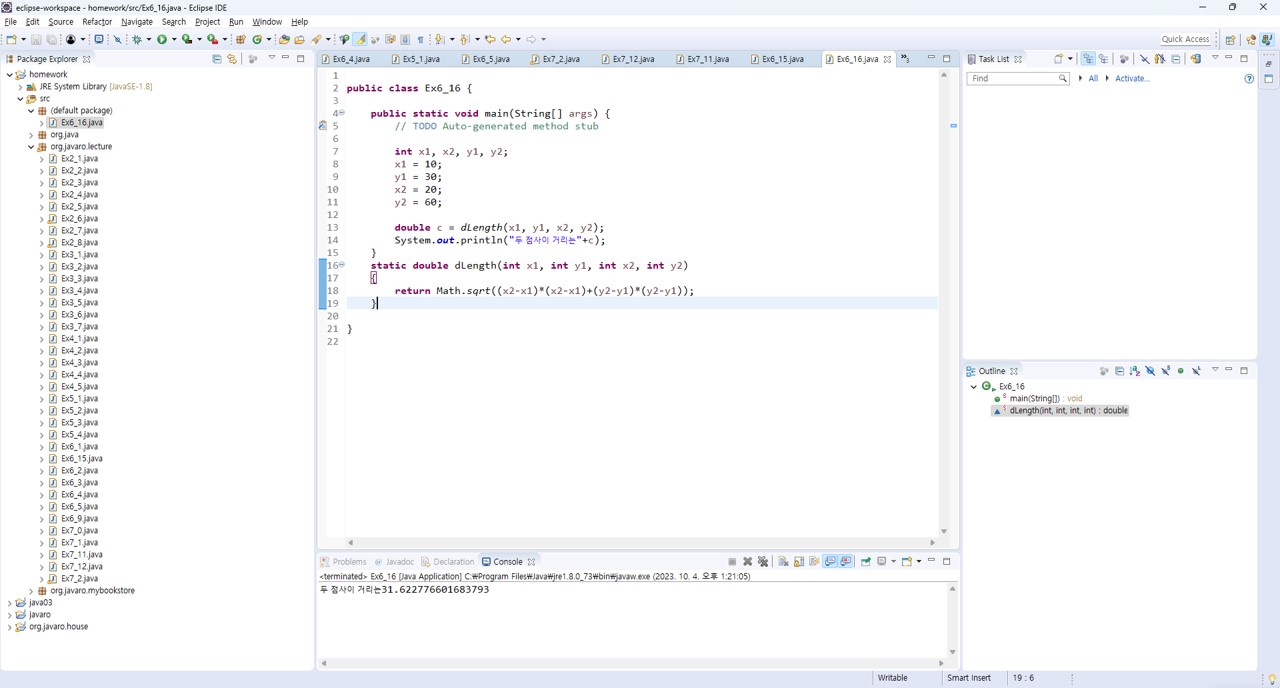 eclipse-workspace - homework/src/Ex6_16.java - Eclipse IDE
File Edit Source Refactor Navigate Search Project Run Window Help
Quick Access
Package Explorer
homework
JRE System Library [JavaSE-1.8]
src
(default package)
Ex6_16.java
org.java
org.javaro.lecture
Ex2_1.java
Ex2_2.java
Ex2_3.java
Ex2_4.java
Ex2_5.java
Ex2_6.java
Ex2_7.java
Ex2_8.java
Ex3_1.java
Ex3_2.java
Ex3_3.java
Ex3_4.java
Ex3_5.java
Ex3_6.java
Ex3_7.java
Ex4_1.java
Ex4_2.java
Ex4_3.java
Ex4_4.java
Ex4_5.java
Ex5_1.java
Ex5_2.java
Ex5_3.java
Ex5_4.java
Ex6_1.java
Ex6_15.java
Ex6_2.java
Ex6_3.java
Ex6_4.java
Ex6_5.java
Ex6_9.java
Ex7_0.java
Ex7_1.java
Ex7_11.java
Ex7_12.java
Ex7_2.java
org.javaro.mybookstore
java03
javaro
org.javaro.house
Ex6_4.java Ex5_1.java Ex6_5.java Ex7_2.java Ex7_12.java Ex7_11.java Ex6_15.java Ex6_16.java
1
2 public class Ex6_16 {
3
4 public static void main(String[] args) {
5 // TODO Auto-generated method stub
6
7 int x1, x2, y1, y2;
8 x1 = 10;
9 y1 = 30;
10 x2 = 20;
11 y2 = 60;
12
13 double c = dLength(x1, y1, x2, y2);
14 System.out.println("두 점사이 거리는"+c);
15 }
16 static double dLength(int x1, int y1, int x2, int y2)
17 {
18 return Math.sqrt((x2-x1)*(x2-x1)+(y2-y1)*(y2-y1));
19 }
20
21 }
22
Problems Javadoc Declaration Console
<terminated> Ex6_16 [Java Application] C:₩Program Files₩Java₩jre1.8.0_73₩bin₩javaw.exe (2023. 10. 4. 오후 1:21:05)
두 점사이 거리는31.622776601683793
Task List
Find All Activate...
Outline
Ex6_16
main(String[]) : void
dLength(int, int, int, int) : double
Writable Smart Insert 19 : 6